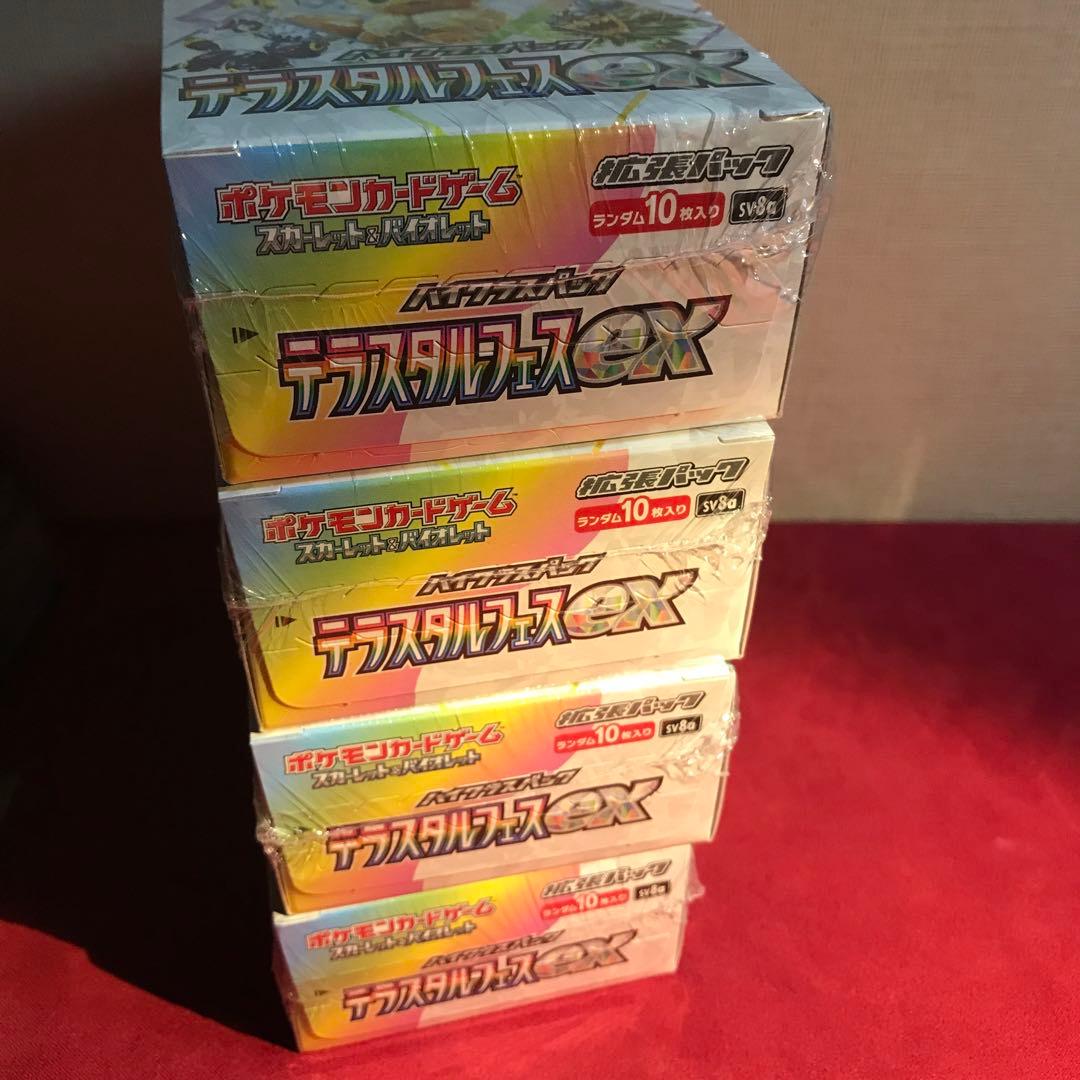 ハイクラスパック
テラスタルフェスex
ポケモンカードゲーム
スカーレット&バイオレット
拡張パック
ランダム10枚入り sv8a
ハイクラスパック
テラスタルフェスex
ポケモンカードゲーム
スカーレット&バイオレット
拡張パック
ランダム10枚入り sv8a
ハイクラスパック
テラスタルフェスex
ポケモンカードゲーム
スカーレット&バイオレット
拡張パック
ランダム10枚入り sv8a
ハイクラスパック
テラスタルフェスex
ポケモンカードゲーム
スカーレット&バイオレット
拡張パック
ランダム10枚入り sv8a
ハイクラスパック
テラスタルフェスex